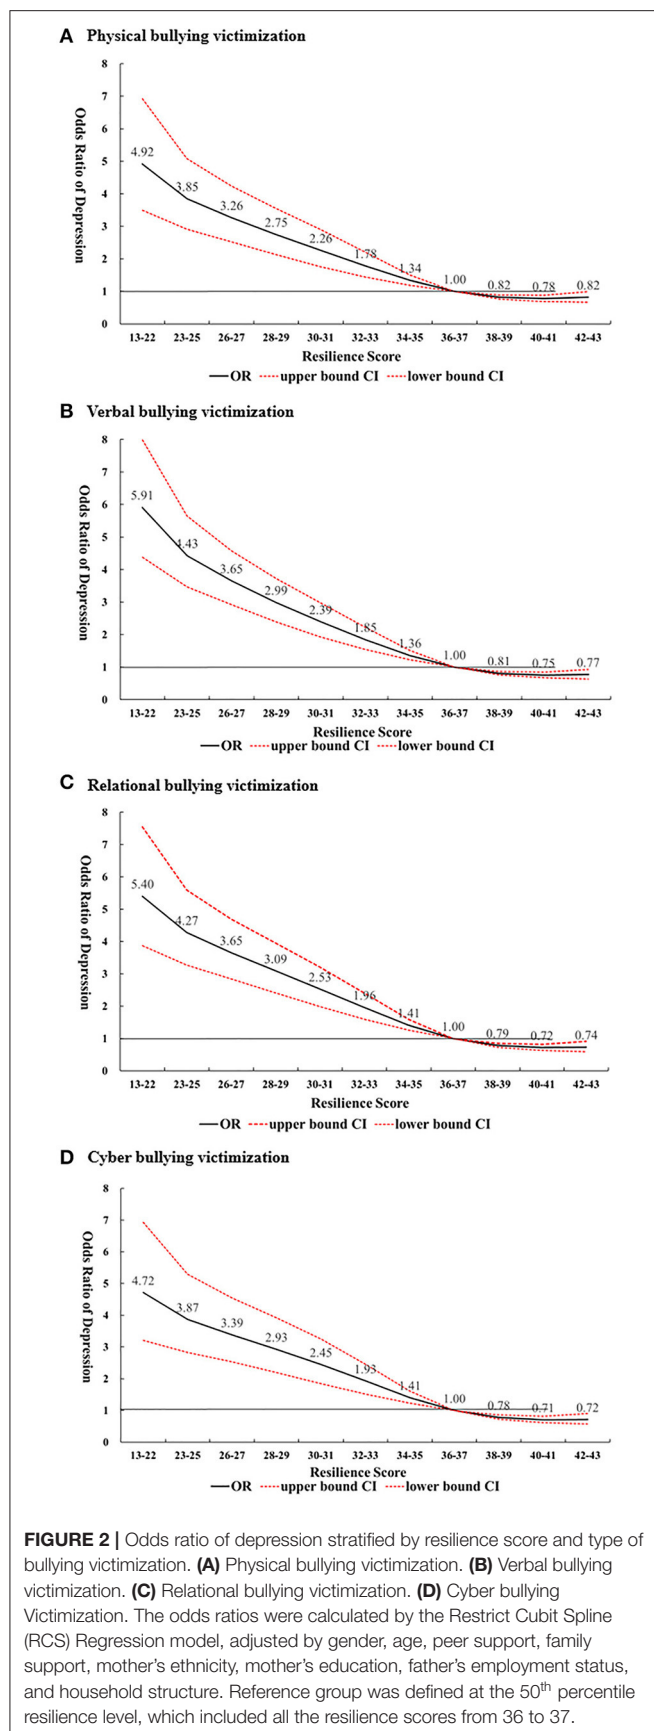 A Physical bullying victimization
Odds Ratio of Depression
8
7
6
5
4
3
2
1
0
4.92
3.85
3.26
2.75
2.26
1.78
1.34
1.00
0.82
0.78
0.82
13-22 23-25 26-27 28-29 30-31 32-33 34-35 36-37 38-39 40-41 42-43
Resilience Score
OR upper bound CI lower bound CI
B Verbal bullying victimization
Odds Ratio of Depression
8
7
6
5
4
3
2
1
0
5.91
4.43
3.65
2.99
2.39
1.85
1.36
1.00
0.81
0.75
0.77
13-22 23-25 26-27 28-29 30-31 32-33 34-35 36-37 38-39 40-41 42-43
Resilience Score
OR upper bound CI lower bound CI
C Relational bullying victimization
Odds Ratio of Depression
8
7
6
5
4
3
2
1
0
5.40
4.27
3.65
3.09
2.53
1.96
1.41
1.00
0.79
0.72
0.74
13-22 23-25 26-27 28-29 30-31 32-33 34-35 36-37 38-39 40-41 42-43
Resilience Score
OR upper bound CI lower bound CI
D Cyber bullying victimization
Odds Ratio of Depression
8
7
6
5
4
3
2
1
0
4.72
3.87
3.39
2.93
2.45
1.93
1.41
1.00
0.78
0.71
0.72
13-22 23-25 26-27 28-29 30-31 32-33 34-35 36-37 38-39 40-41 42-43
Resilience Score
OR upper bound CI lower bound CI
FIGURE 2 | Odds ratio of depression stratified by resilience score and type of
bullying victimization. (A) Physical bullying victimization. (B) Verbal bullying
victimization. (C) Relational bullying victimization. (D) Cyber bullying
Victimization. The odds ratios were calculated by the Restrict Cubit Spline
(RCS) Regression model, adjusted by gender, age, peer support, family
support, mother's ethnicity, mother's education, father's employment status,
and household structure. Reference group was defined at the 50th percentile
resilience level, which included all the resilience scores from 36 to 37.